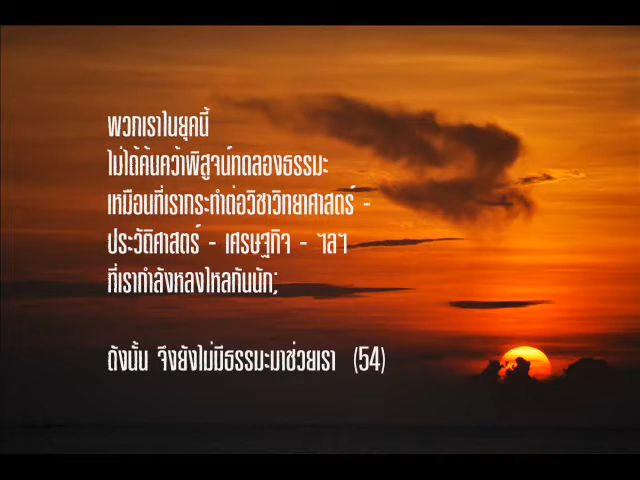 พวกเราในยุคนี้
ไม่ได้ค้นคว้าพิสูจน์ทดลองธรรมะ
เหมือนที่เรากระทำต่อวิชาวิทยาศาสตร์ -
ประวัติศาสตร์ - เศรษฐกิจ - ฯลฯ
ที่เรากำลังหลงใหลกันนัก;
ดังนั้น จึงยังไม่มีธรรมะมาช่วยเรา (54)